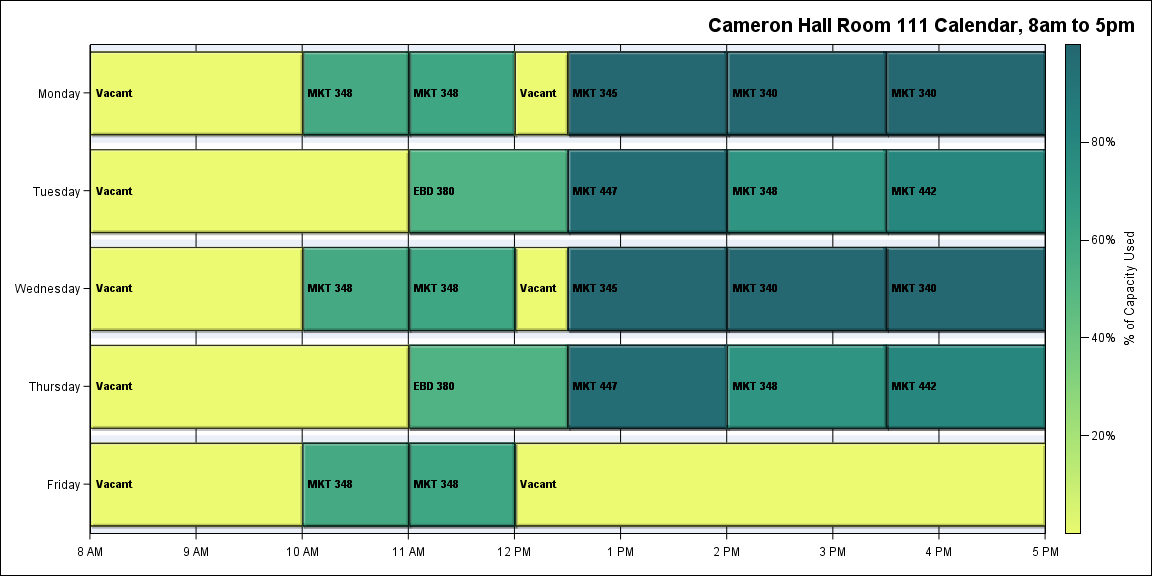 Cameron Hall Room 111 Calendar, 8am to 5pm
Monday
Vacant
MKT 348
MKT 348
Vacant
MKT 345
MKT 340
MKT 340
Tuesday
Vacant
EBD 380
MKT 447
MKT 348
MKT 442
Wednesday
Vacant
MKT 348
MKT 348
Vacant
MKT 345
MKT 340
MKT 340
Thursday
Vacant
EBD 380
MKT 447
MKT 348
MKT 442
Friday
Vacant
MKT 348
MKT 348
Vacant
8 AM
9 AM
10 AM
11 AM
12 PM
1 PM
2 PM
3 PM
4 PM
5 PM
80%
60%
40%
20%
% of Capacity Used